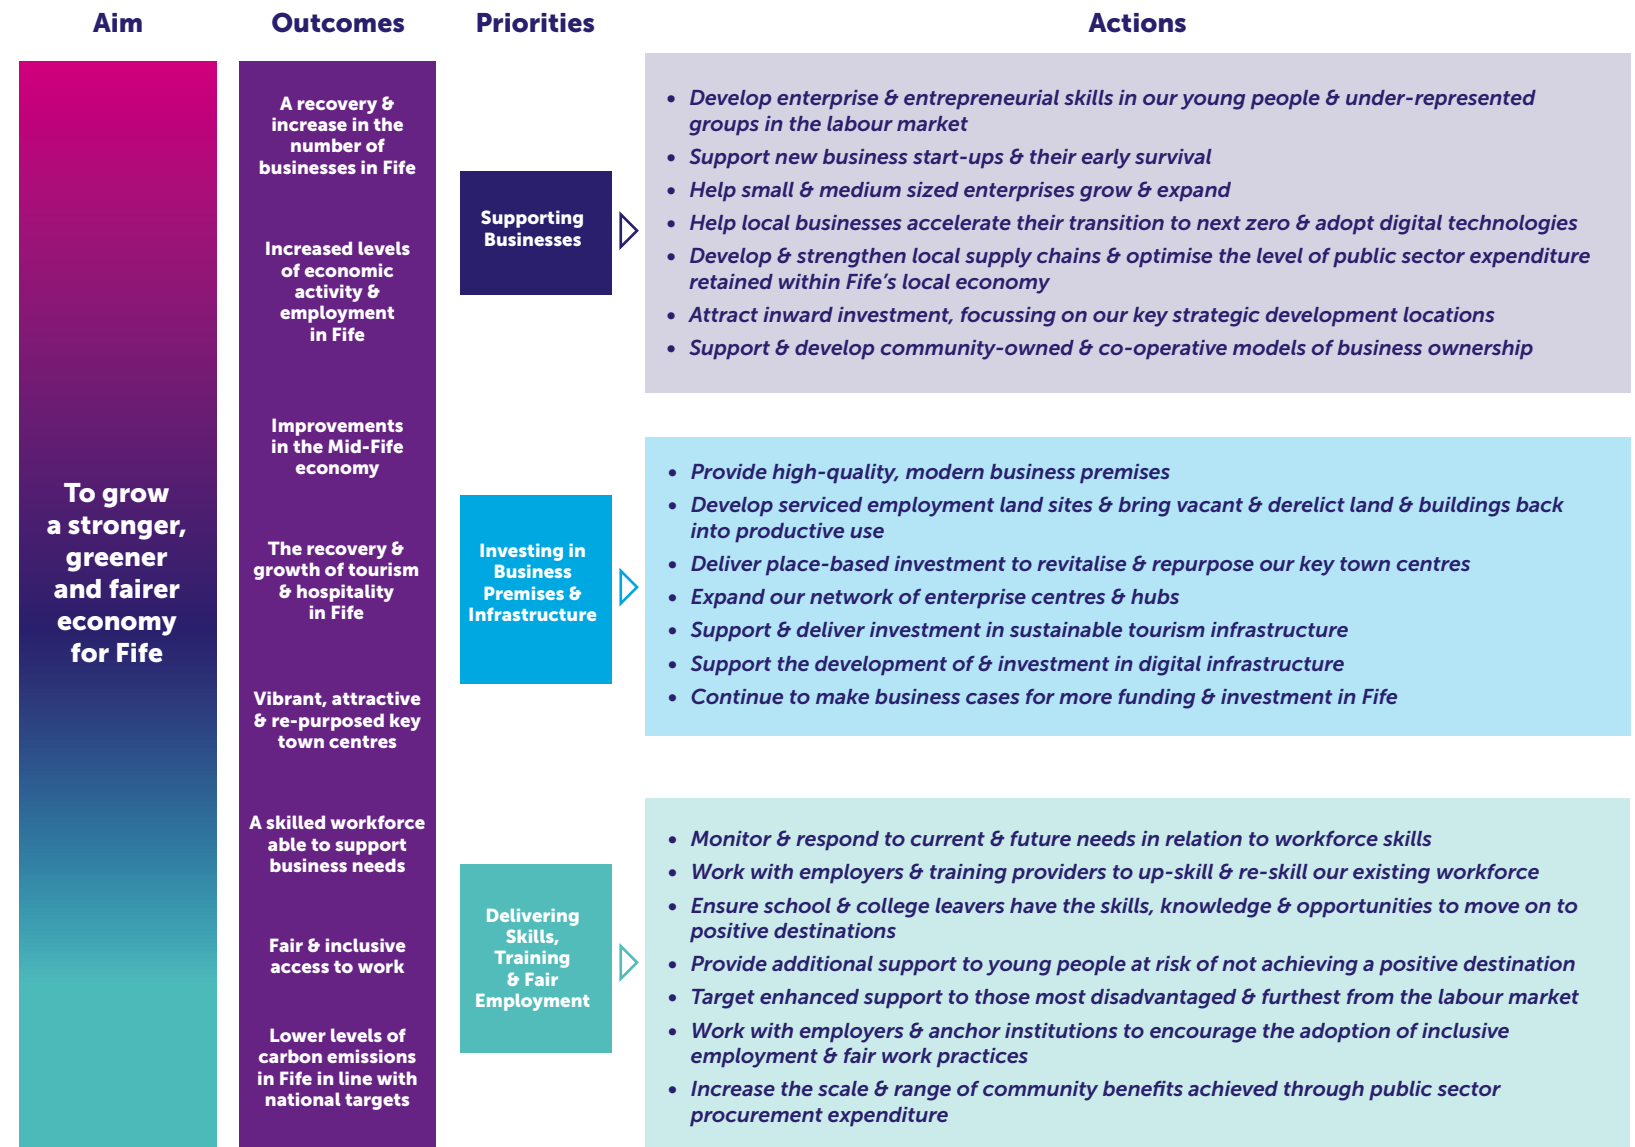 Aim
Outcomes
Priorities
Actions
To grow
a stronger,
greener
and fairer
economy
for Fife
A recovery &
increase in the
number of
businesses in Fife
Increased levels
of economic
activity &
employment
in Fife
Improvements
in the Mid-Fife
economy
The recovery &
growth of tourism
& hospitality
in Fife
Vibrant, attractive
& re-purposed key
town centres
A skilled workforce
able to support
business needs
Fair & inclusive
access to work
Lower levels of
carbon emissions
in Fife in line with
national targets
Supporting
Businesses
• Develop enterprise & entrepreneurial skills in our young people & under-represented
groups in the labour market
• Support new business start-ups & their early survival
• Help small & medium sized enterprises grow & expand
• Help local businesses accelerate their transition to next zero & adopt digital technologies
• Develop & strengthen local supply chains & optimise the level of public sector expenditure
retained within Fife’s local economy
• Attract inward investment, focussing on our key strategic development locations
• Support & develop community-owned & co-operative models of business ownership
Investing in
Business
Premises &
Infrastructure
• Provide high-quality, modern business premises
• Develop serviced employment land sites & bring vacant & derelict land & buildings back
into productive use
• Deliver place-based investment to revitalise & repurpose our key town centres
• Expand our network of enterprise centres & hubs
• Support & deliver investment in sustainable tourism infrastructure
• Support the development of & investment in digital infrastructure
• Continue to make business cases for more funding & investment in Fife
Delivering
Skills,
Training
& Fair
Employment
• Monitor & respond to current & future needs in relation to workforce skills
• Work with employers & training providers to up-skill & re-skill our existing workforce
• Ensure school & college leavers have the skills, knowledge & opportunities to move on to
positive destinations
• Provide additional support to young people at risk of not achieving a positive destination
• Target enhanced support to those most disadvantaged & furthest from the labour market
• Work with employers & anchor institutions to encourage the adoption of inclusive
employment & fair work practices
• Increase the scale & range of community benefits achieved through public sector
procurement expenditure